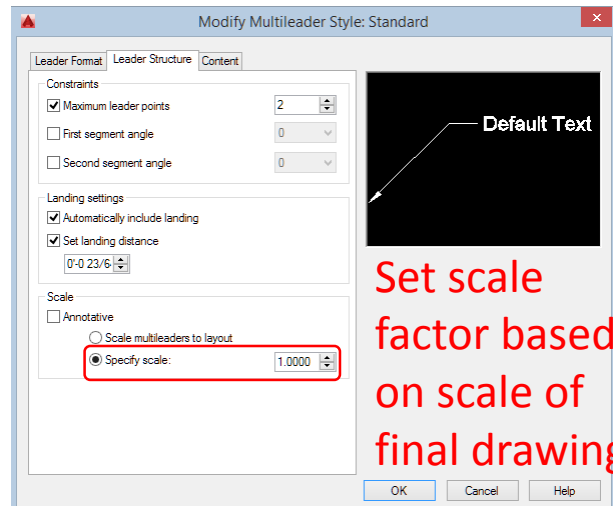 Modify Multileader Style: Standard
Leader Format Leader Structure Content
Constraints
Maximum leader points 2
First segment angle 0
Second segment angle 0
Landing settings
Automatically include landing
Set landing distance
0'-0 23/6
Scale
Annotative
Scale multileaders to layout
Specify scale: 1.0000
Default Text
Set scale
factor based
on scale of
final drawing
OK Cancel Help